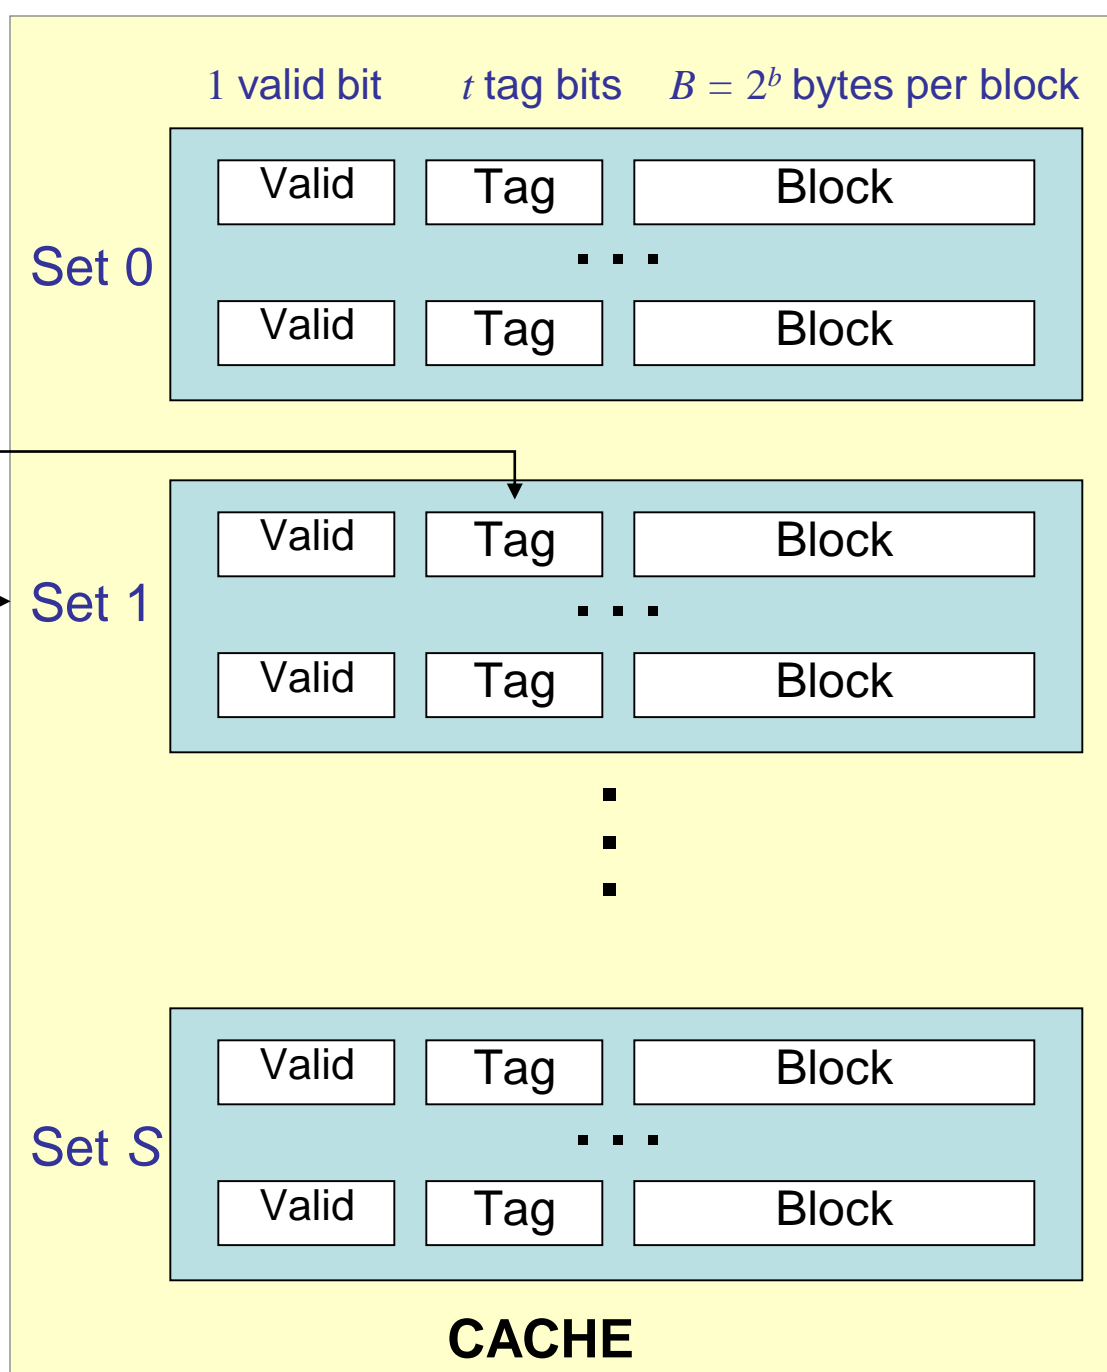 1 valid bit t tag bits B = 2^b bytes per block
Valid Tag Block
Set 0
. . .
Valid Tag Block
Valid Tag Block
Set 1
. . .
Valid Tag Block
.
.
.
Valid Tag Block
Set S
. . .
Valid Tag Block
CACHE